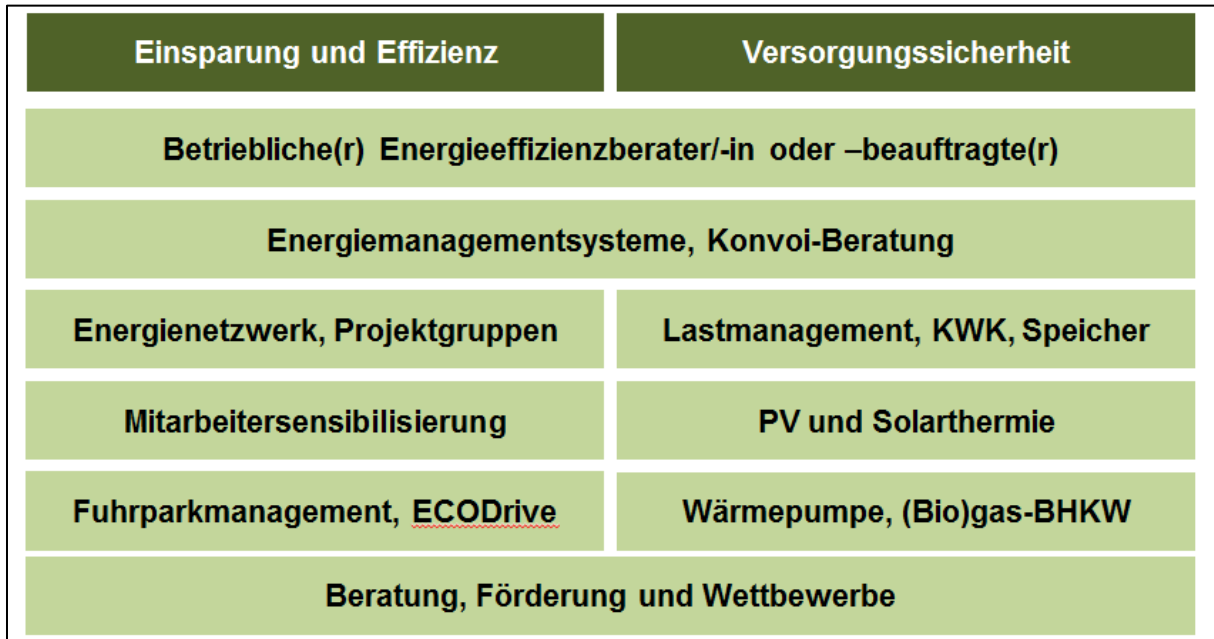 Einsparung und Effizienz
Versorgungssicherheit
Betriebliche(r) Energieeffizienzberater/-in oder –beauftragte(r)
Energiemanagementsysteme, Konvoi-Beratung
Energienetzwerk, Projektgruppen
Lastmanagement, KWK, Speicher
Mitarbeitersensibilisierung
PV und Solarthermie
Fuhrparkmanagement, ECODrive
Wärmepumpe, (Bio)gas-BHKW
Beratung, Förderung und Wettbewerbe